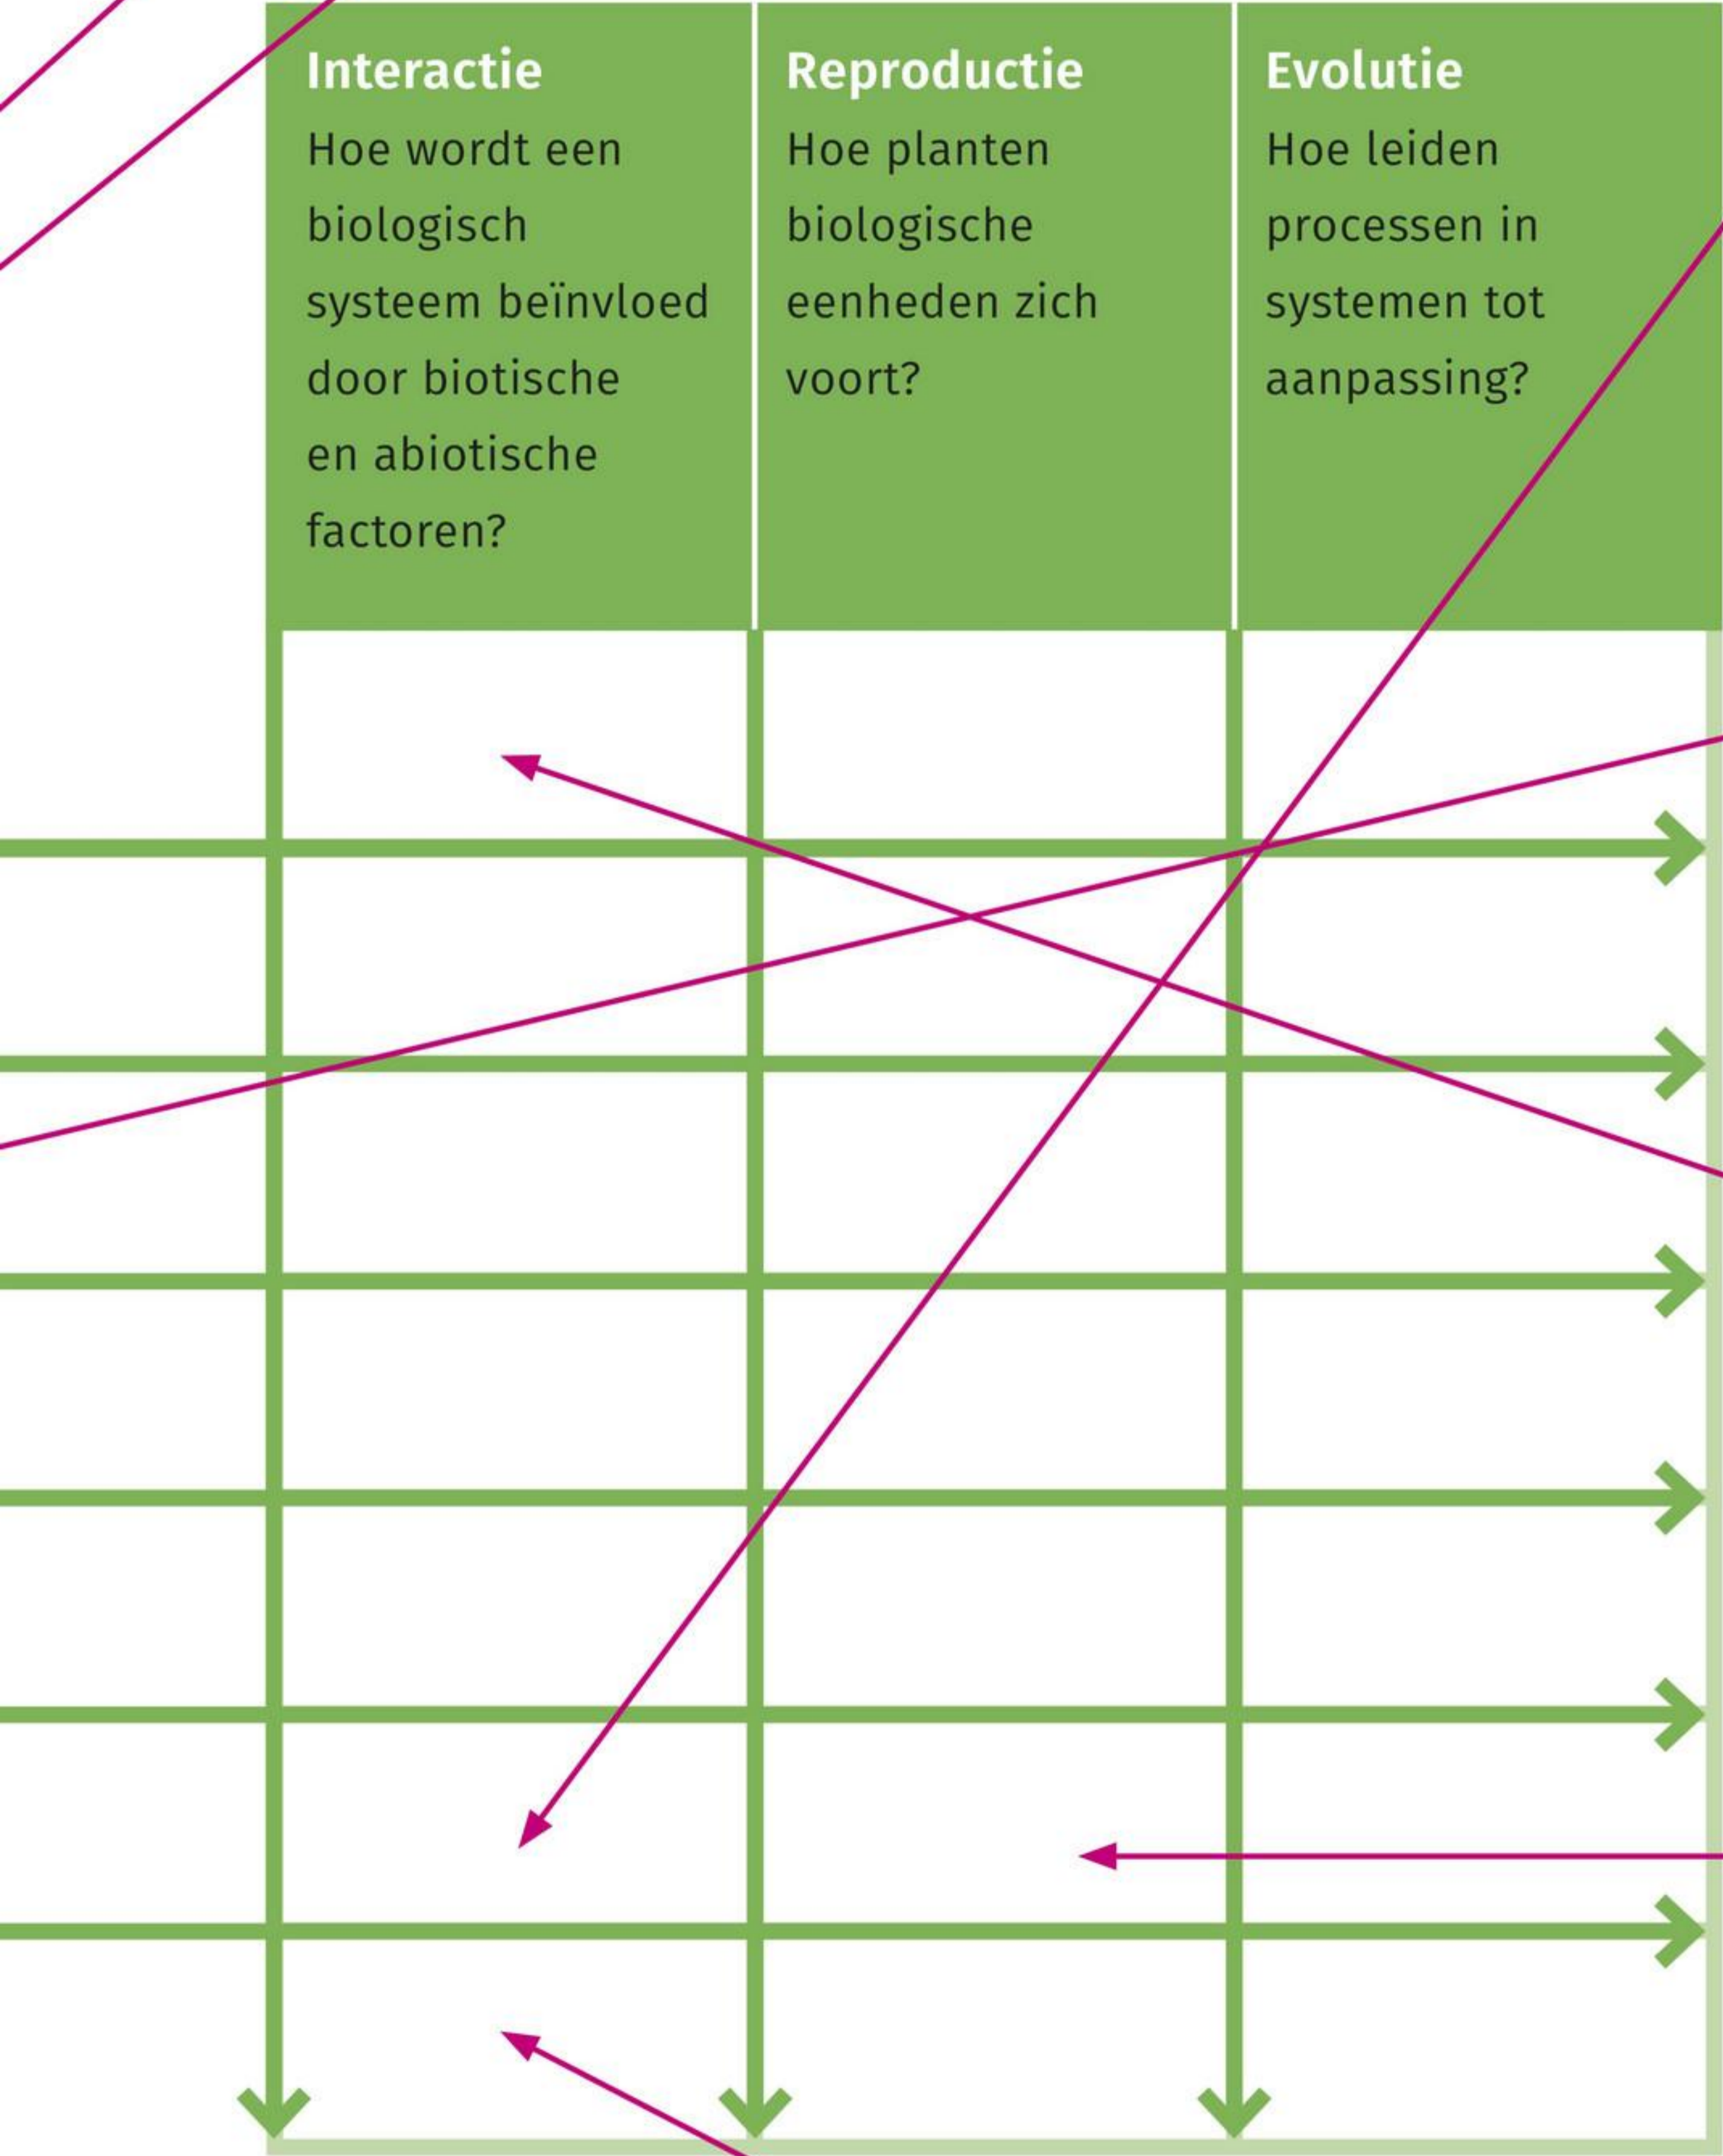 Interactie
Hoe wordt een
biologisch
systeem beïnvloed
door biotische
en abiotische
factoren?
Reproductie
Hoe planten
biologische
eenheden zich
voort?
Evolutie
Hoe leiden
processen in
systemen tot
aanpassing?